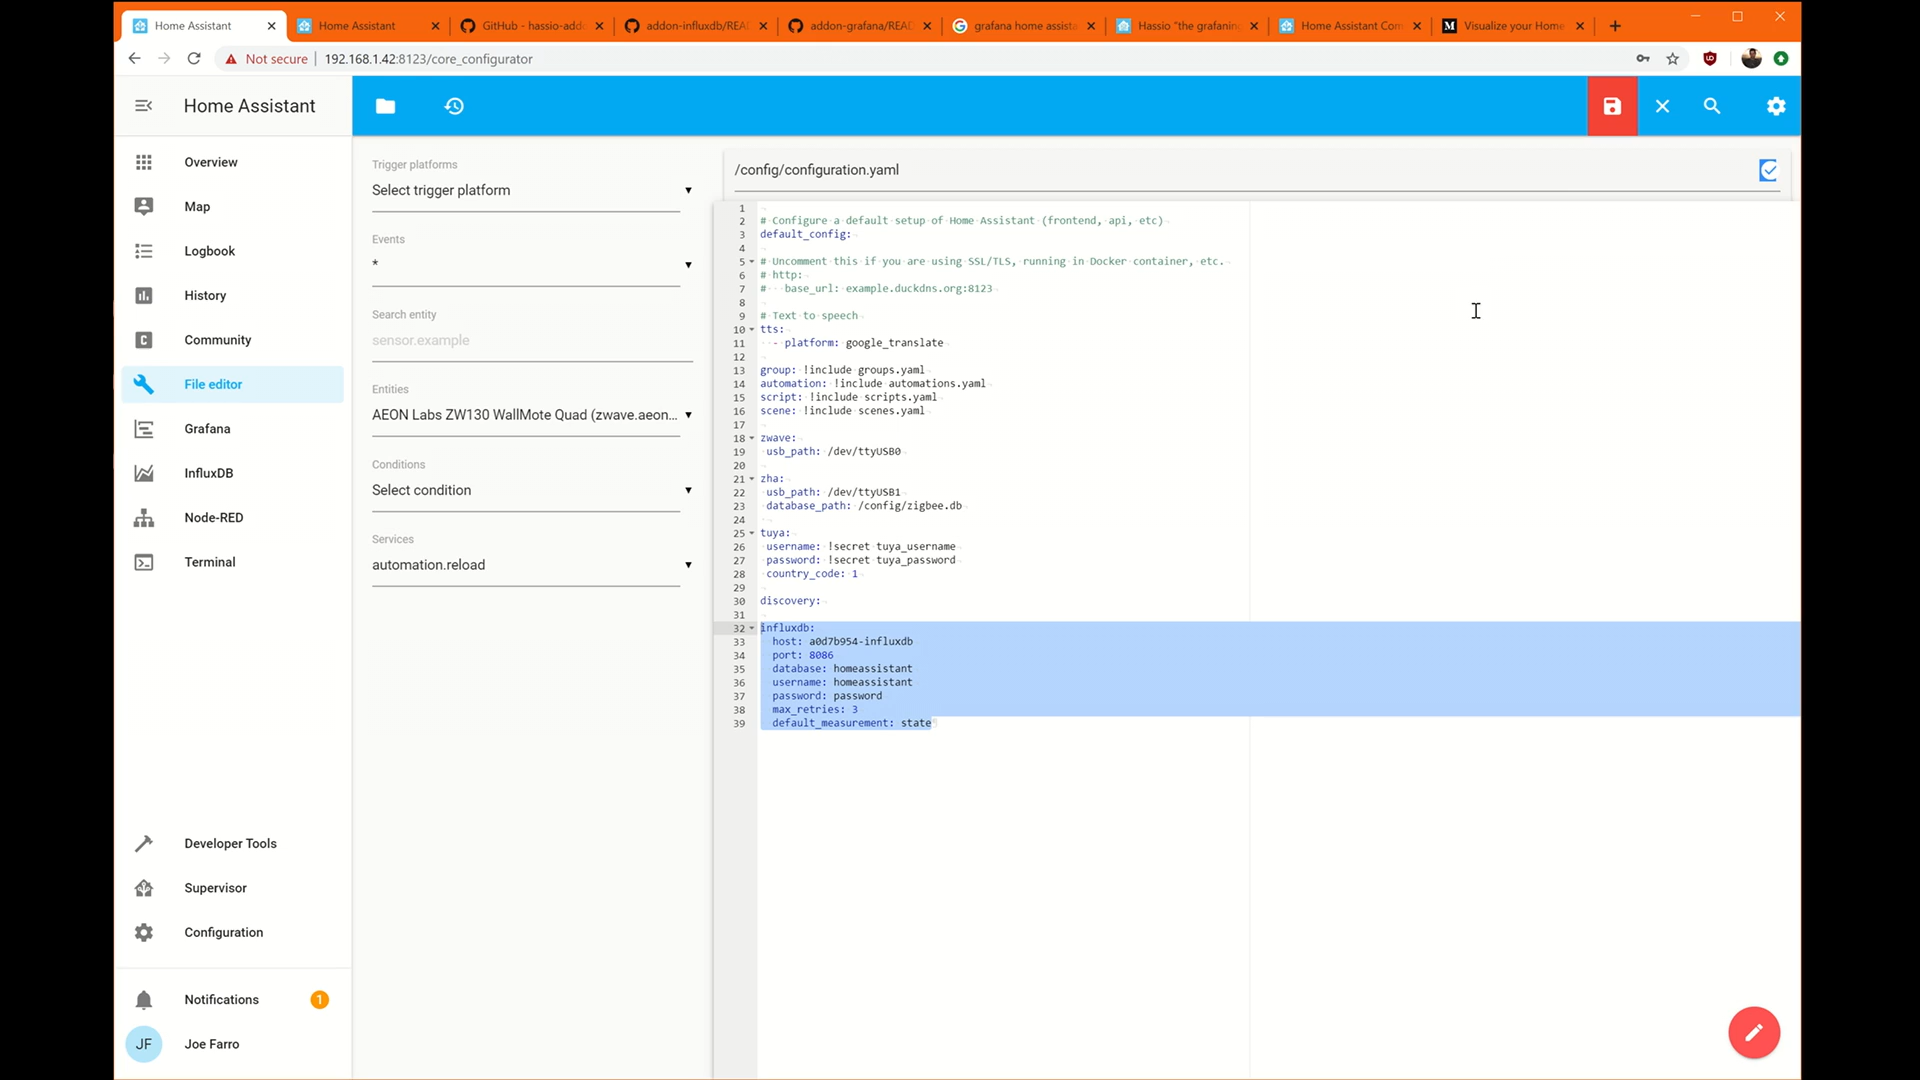 Home Assistant
Home Assistant
GitHub - hassio-addo
addon-influxdb/READ
addon-grafana/READ
grafana home assista
Hassio "the grafaning
Home Assistant Com
M Visualize your Home
Not secure | 192.168.1.42:8123/core_configurator
Home Assistant
Overview
Map
Logbook
History
Community
File editor
Grafana
InfluxDB
Node-RED
Terminal
Developer Tools
Supervisor
Configuration
Notifications 1
JF Joe Farro
Trigger platforms
Select trigger platform
Events
*
Search entity
sensor.example
Entities
AEON Labs ZW130 WallMote Quad (zwave.aeon...
Conditions
Select condition
Services
automation.reload
/config/configuration.yaml
1
2 # Configure a default setup of Home Assistant (frontend, api, etc)
3 default_config:
4
5 # Uncomment this if you are using SSL/TLS, running in Docker container, etc.
6 # http:
7 #   base_url: example.duckdns.org:8123
8
9 # Text to speech
10 tts:
11   - platform: google_translate
12
13 group: !include groups.yaml
14 automation: !include automations.yaml
15 script: !include scripts.yaml
16 scene: !include scenes.yaml
17
18 zwave:
19  usb_path: /dev/ttyUSB0
20
21 zha:
22  usb_path: /dev/ttyUSB1
23  database_path: /config/zigbee.db
24
25 tuya:
26  username: !secret tuya_username
27  password: !secret tuya_password
28  country_code: 1
29
30 discovery:
31
32 influxdb:
33   host: a0d7b954-influxdb
34   port: 8086
35   database: homeassistant
36   username: homeassistant
37   password: password
38   max_retries: 3
39   default_measurement: state